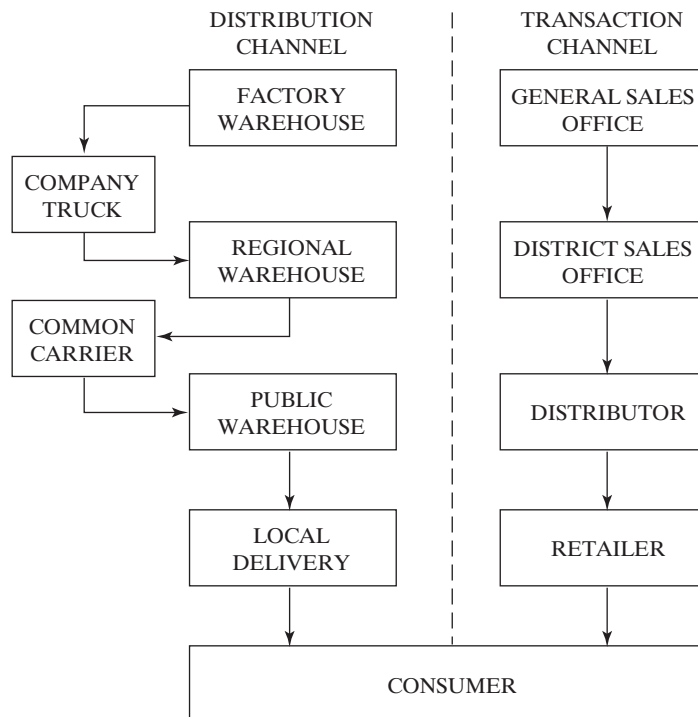 DISTRIBUTION
CHANNEL
TRANSACTION
CHANNEL
FACTORY
WAREHOUSE
GENERAL SALES
OFFICE
COMPANY
TRUCK
REGIONAL
WAREHOUSE
DISTRICT SALES
OFFICE
COMMON
CARRIER
PUBLIC
WAREHOUSE
DISTRIBUTOR
LOCAL
DELIVERY
RETAILER
CONSUMER